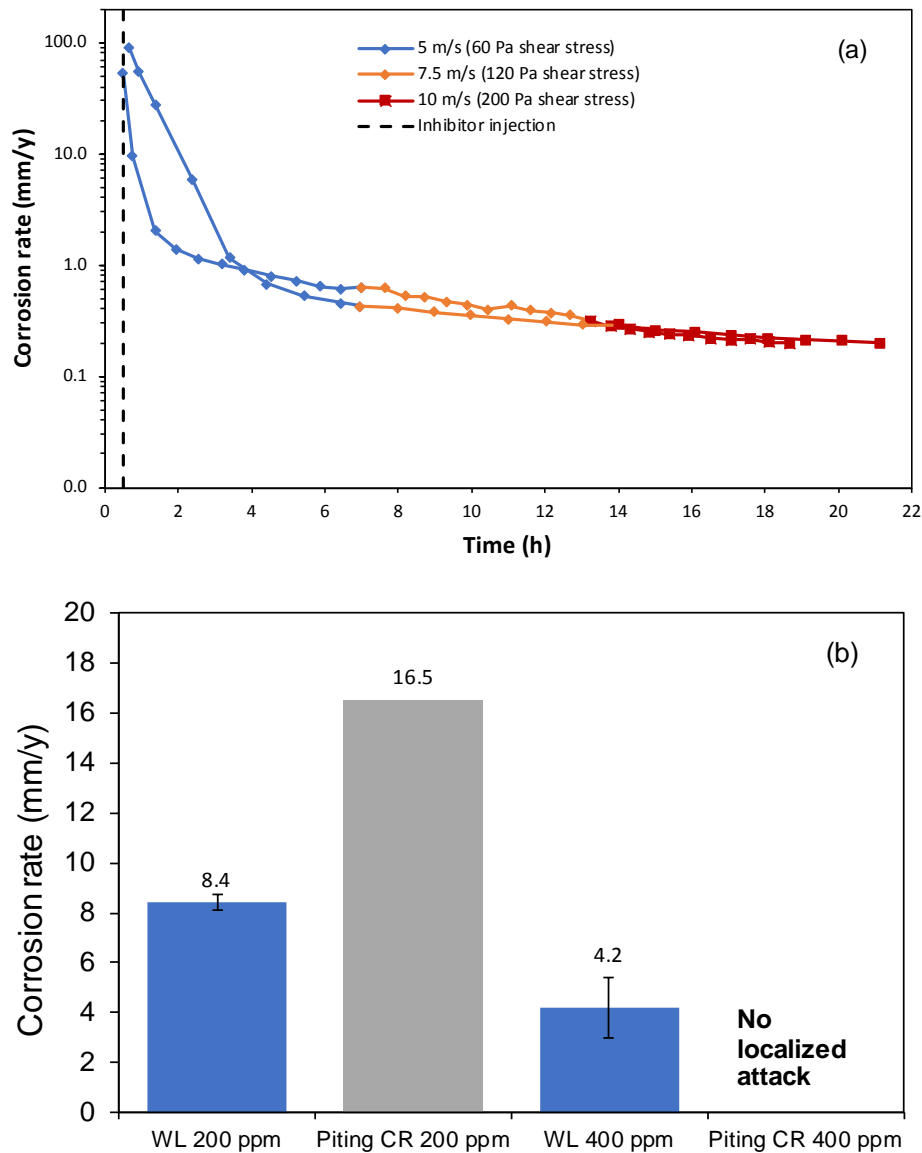 (a)
5 m/s (60 Pa shear stress)
7.5 m/s (120 Pa shear stress)
10 m/s (200 Pa shear stress)
Inhibitor injection
Corrosion rate (mm/y)
100.0
10.0
1.0
0.1
0.0
0 2 4 6 8 10 12 14 16 18 20 22
Time (h)
(b)
Corrosion rate (mm/y)
20
18
16
14
12
10
8
6
4
2
0
8.4
16.5
4.2
No
localized
attack
WL 200 ppm Piting CR 200 ppm WL 400 ppm Piting CR 400 ppm